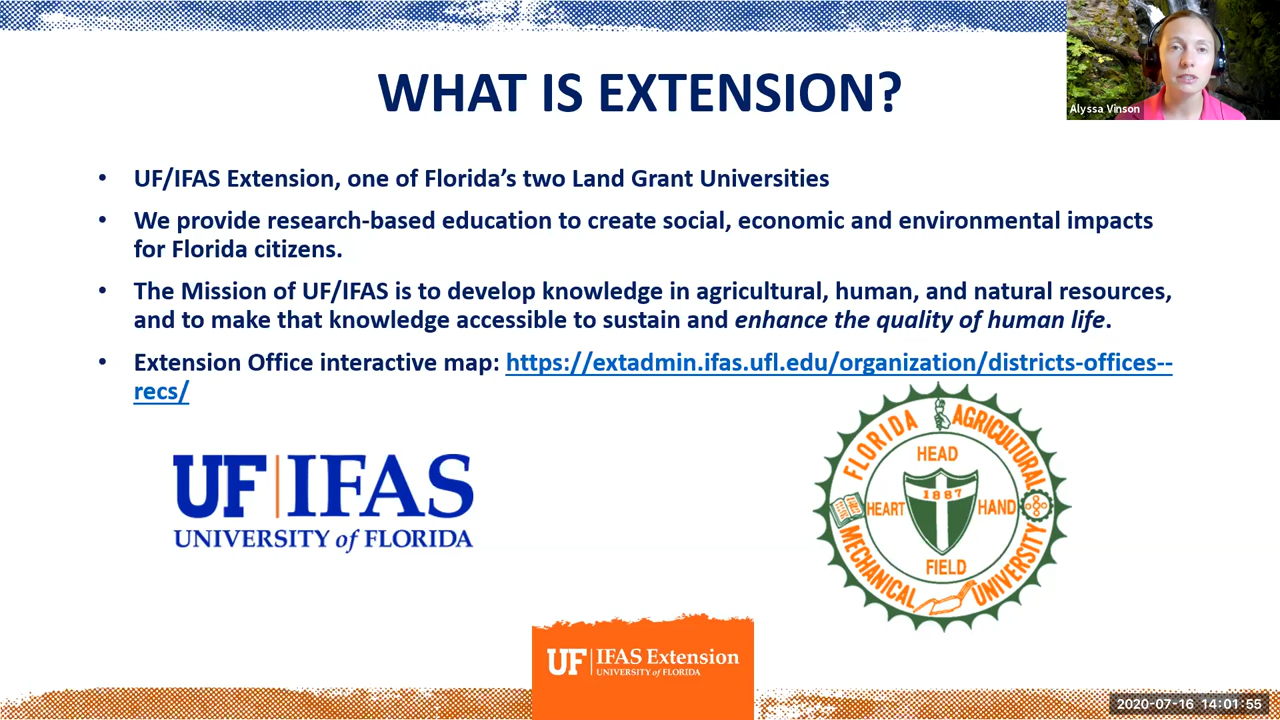 WHAT IS EXTENSION?
Alyssa Vinson
• UF/IFAS Extension, one of Florida's two Land Grant Universities
• We provide research-based education to create social, economic and environmental impacts
for Florida citizens.
• The Mission of UF/IFAS is to develop knowledge in agricultural, human, and natural resources,
and to make that knowledge accessible to sustain and enhance the quality of human life.
• Extension Office interactive map: https://extadmin.ifas.ufl.edu/organization/districts-offices--
recs/
UF IFAS
UNIVERSITY of FLORIDA
FLORIDA AGRICULTURAL
MECHANICAL UNIVERSITY
HEAD
1887
HEART HAND
FIELD
UF IFAS Extension
UNIVERSITY of FLORIDA
2020-07-16 14:01:55